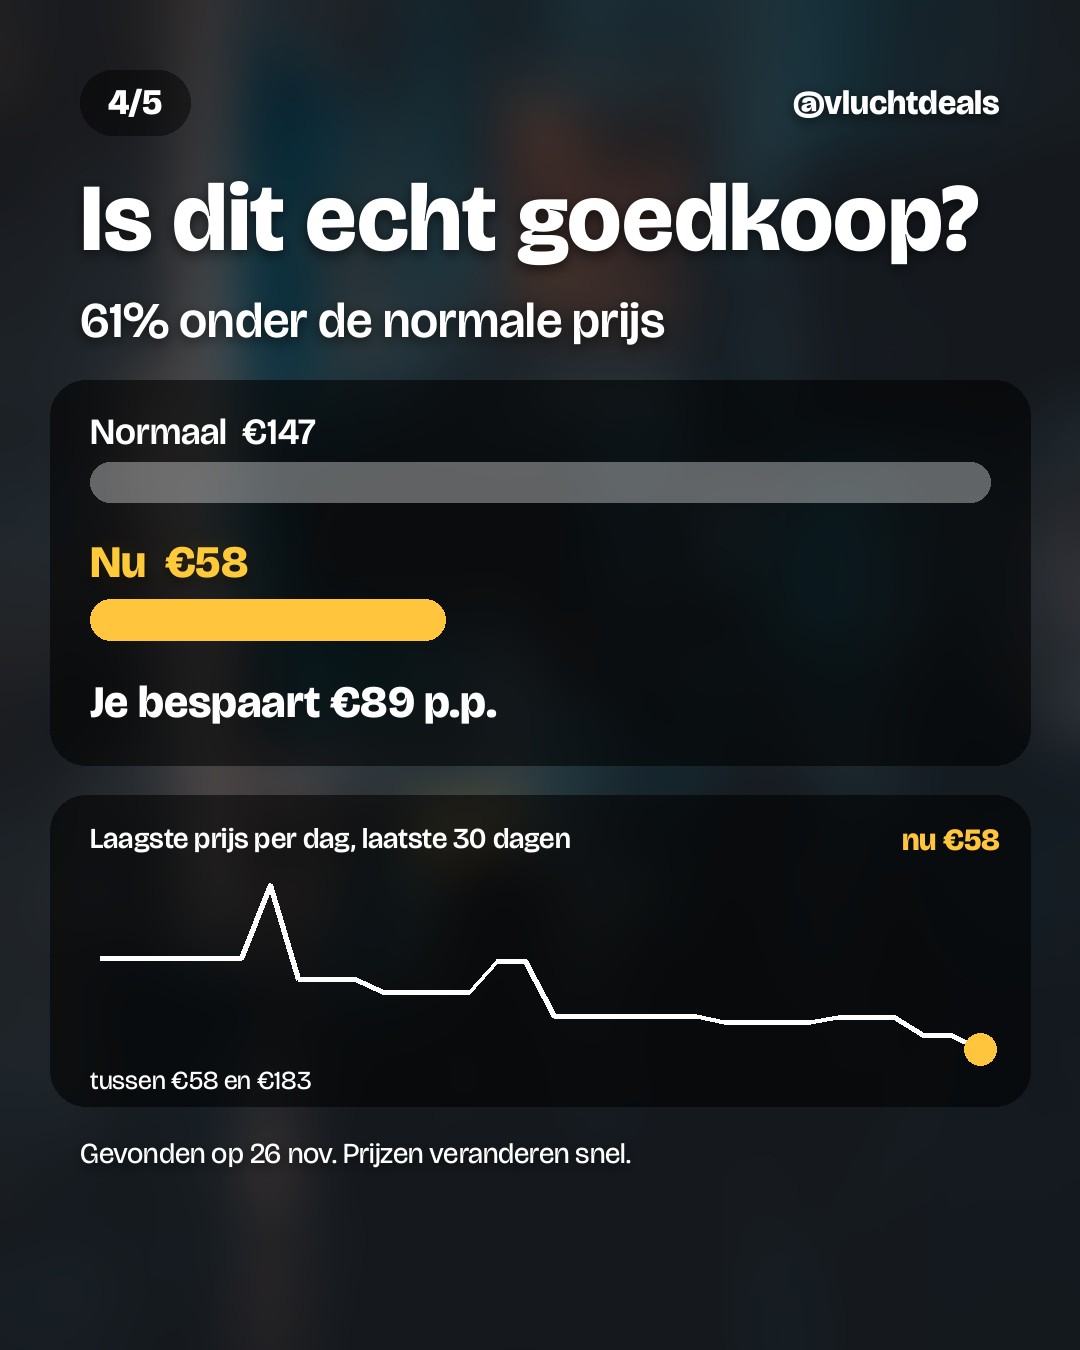 4/5
@vluchtdeals
Is dit echt goedkoop?
61% onder de normale prijs
Normaal €147
Nu €58
Je bespaart €89 p.p.
Laagste prijs per dag, laatste 30 dagen
nu €58
tussen €58 en €183
Gevonden op 26 nov. Prijzen veranderen snel.